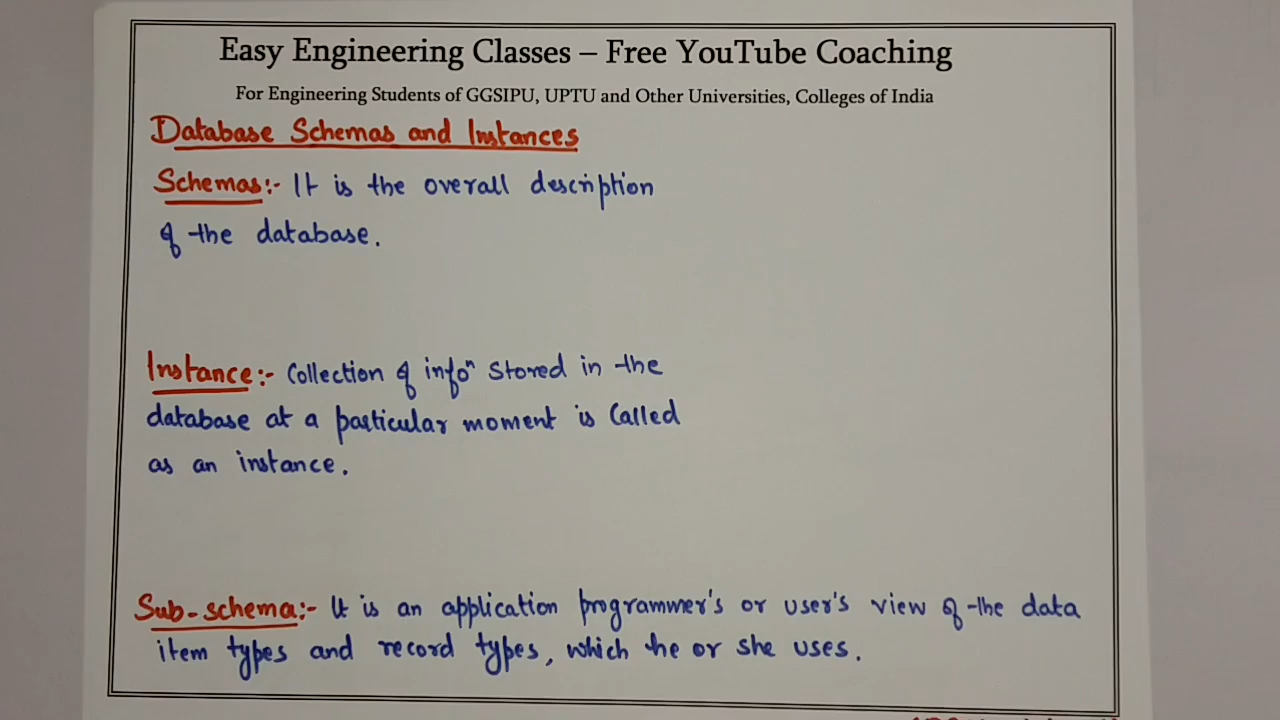 Easy Engineering Classes – Free YouTube Coaching
For Engineering Students of GGSIPU, UPTU and Other Universities, Colleges of India
Database Schemas and Instances
Schemas:- It is the overall description
of the database.
Instance:- Collection of infoⁿ stored in the
database at a particular moment is called
as an instance.
Sub-schema:- It is an application programmer's or user's view of the data
item types and record types, which he or she uses.